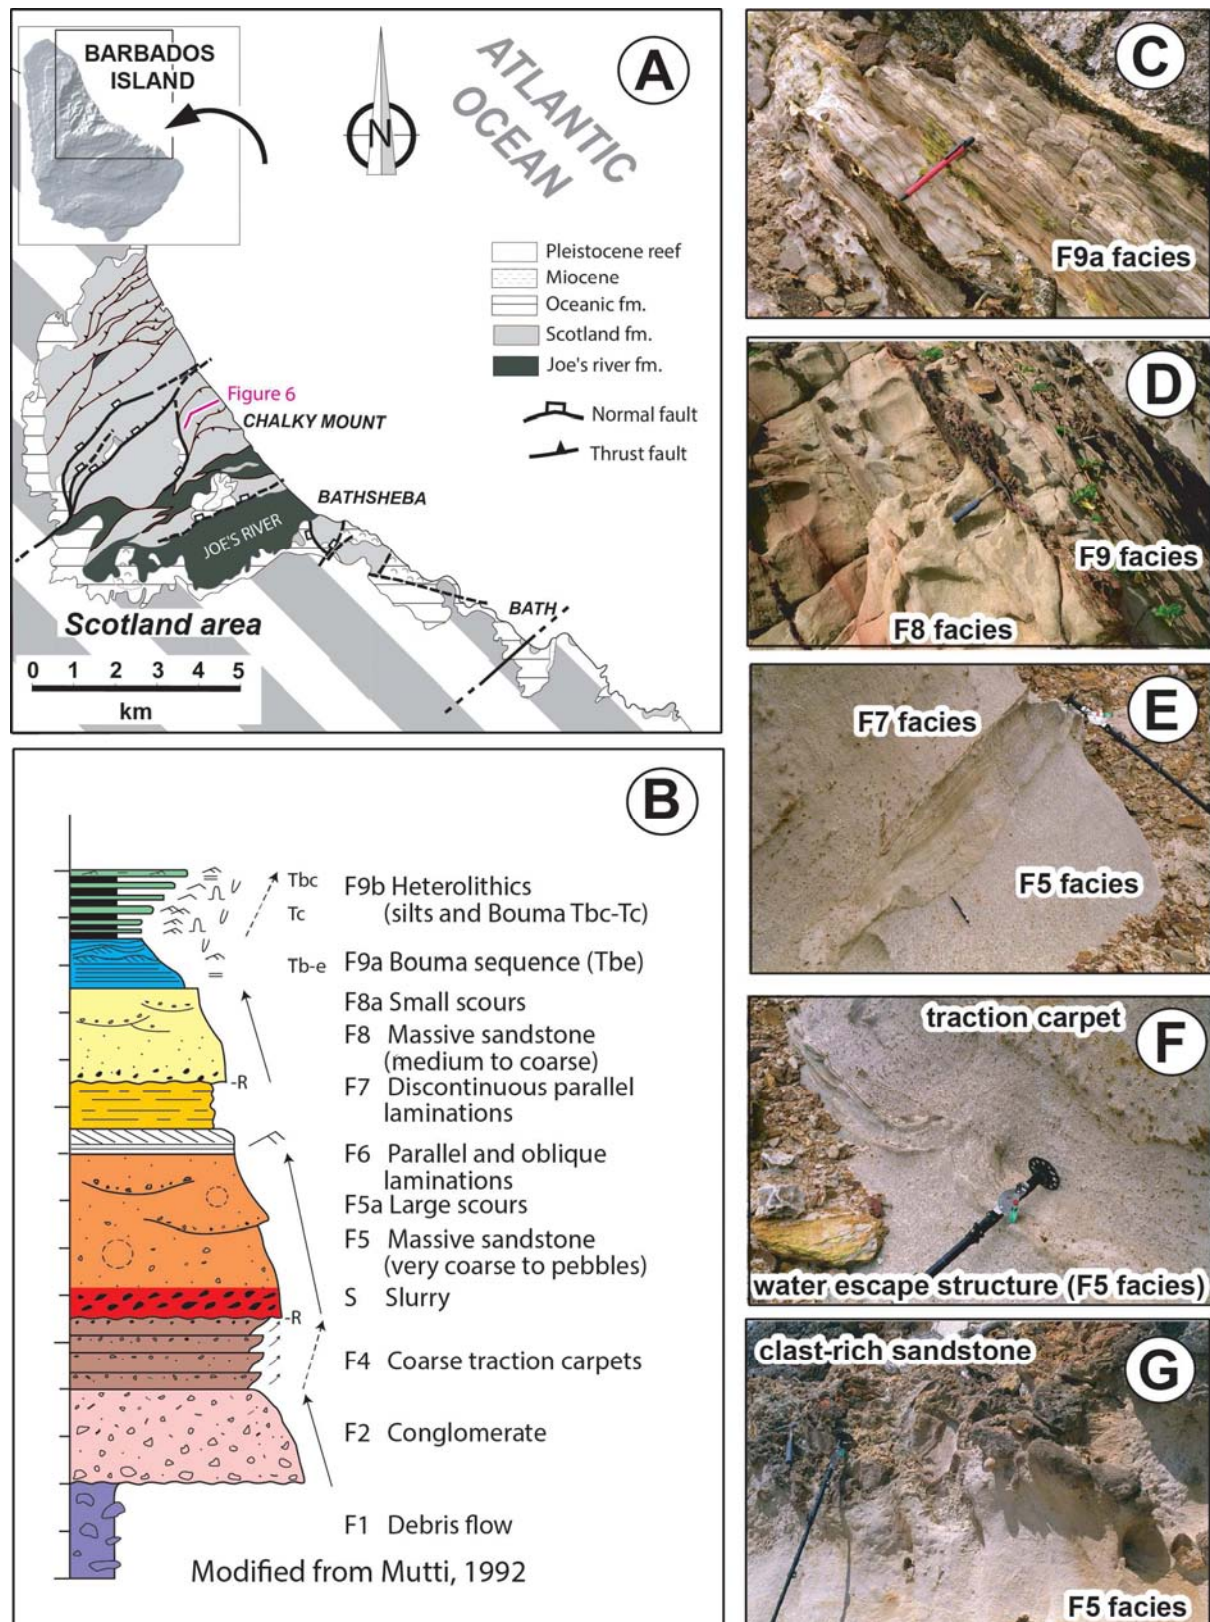 BARBADOS
ISLAND
N
ATLANTIC
OCEAN
A
Pleistocene reef
Miocene
Oceanic fm.
Scotland fm.
Joe's river fm.
Normal fault
Thrust fault
Figure 6
CHALKY MOUNT
BATHSHEBA
JOE'S RIVER
BATH
Scotland area
0 1 2 3 4 5
km
B
Tbc
F9b Heterolithics
(silts and Bouma Tbc-Tc)
Tc
Tb-e
F9a Bouma sequence (Tbe)
F8a Small scours
F8 Massive sandstone
(medium to coarse)
-R
F7 Discontinuous parallel
laminations
F6 Parallel and oblique
laminations
F5a Large scours
F5 Massive sandstone
(very coarse to pebbles)
S Slurry
-R
F4 Coarse traction carpets
F2 Conglomerate
F1 Debris flow
Modified from Mutti, 1992
C
F9a facies
D
F9 facies
F8 facies
E
F7 facies
F5 facies
traction carpet
F
water escape structure (F5 facies)
clast-rich sandstone
G
F5 facies